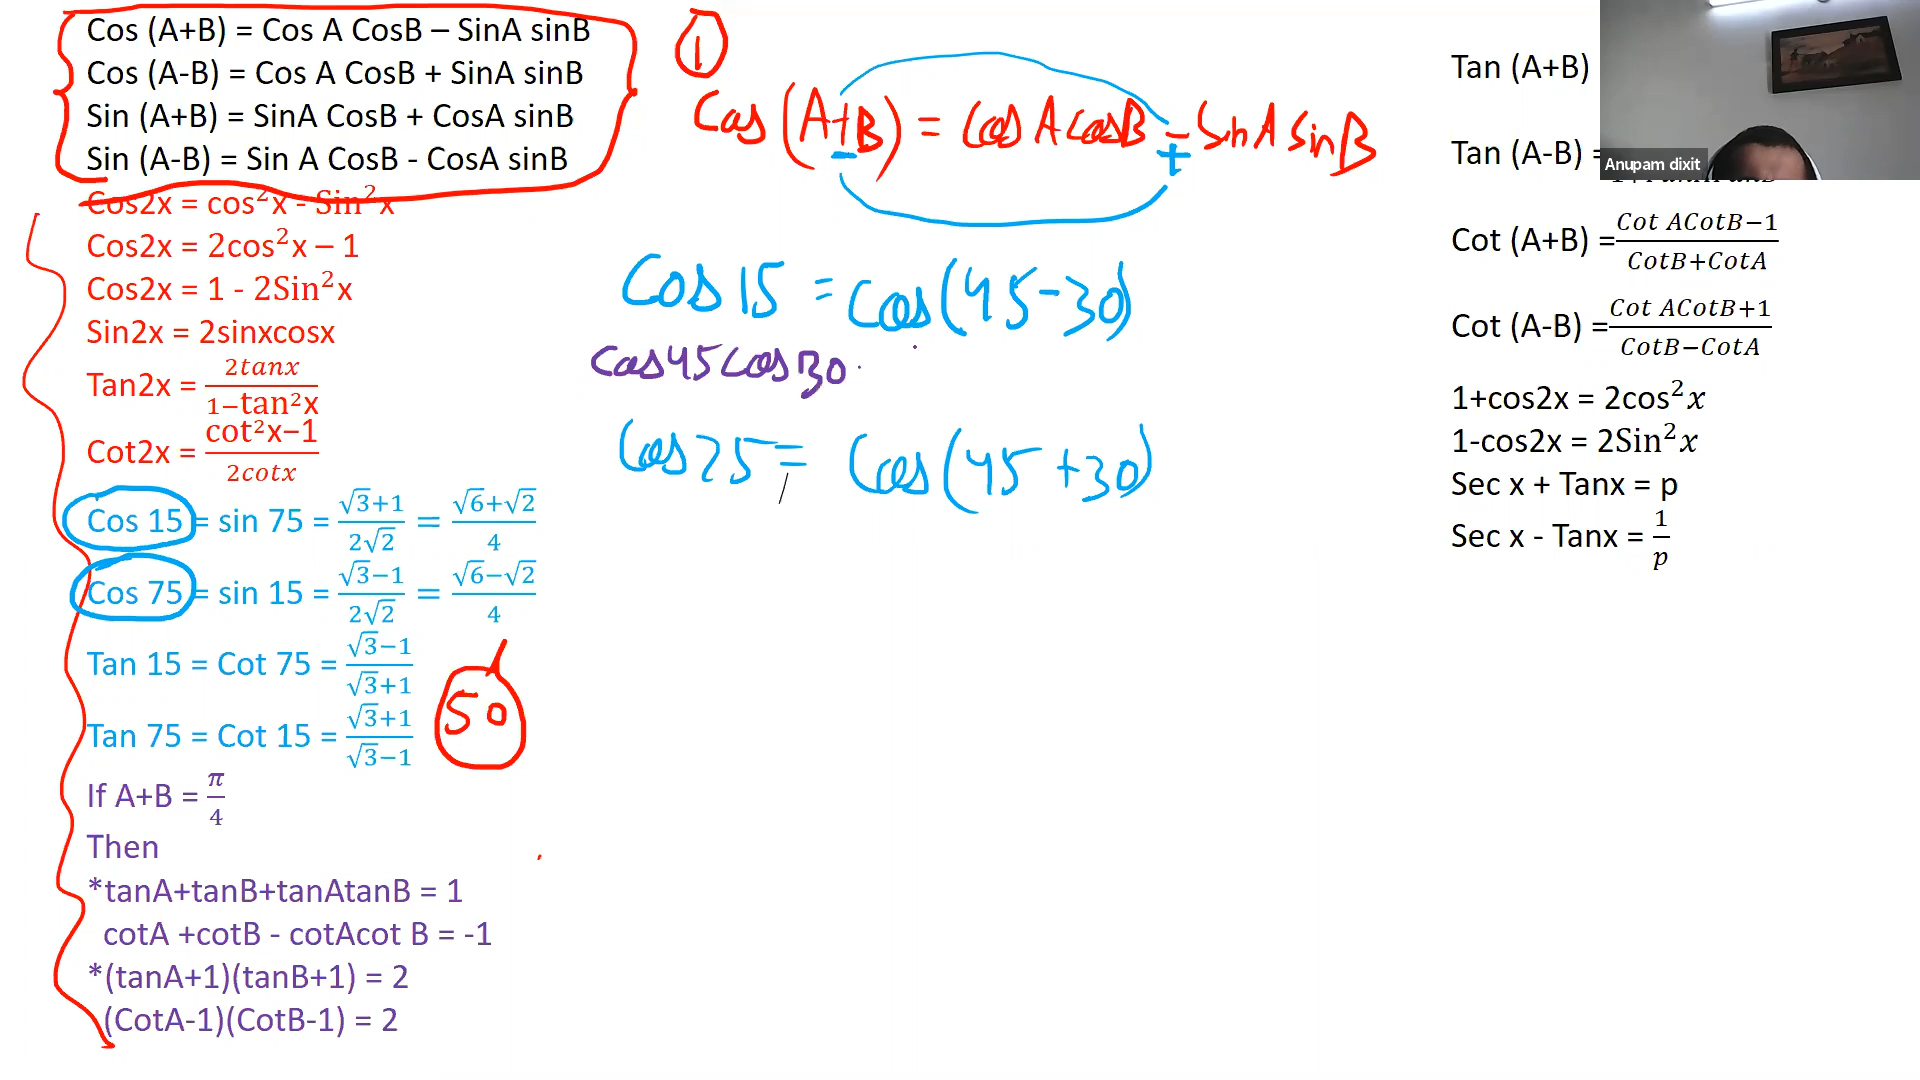 Cos (A+B) = Cos A CosB – SinA sinB
Cos (A-B) = Cos A CosB + SinA sinB
Sin (A+B) = SinA CosB + CosA sinB
Sin (A-B) = Sin A CosB - CosA sinB
Cos2x = cos²x - Sin²x
Cos2x = 2cos²x – 1
Cos2x = 1 - 2Sin²x
Sin2x = 2sinxcosx
Tan2x = 2tanx / 1−tan²x
Cot2x = cot²x−1 / 2cotx
Cos 15 = sin 75 = √3+1 / 2√2 = √6+√2 / 4
Cos 75 = sin 15 = √3−1 / 2√2 = √6−√2 / 4
Tan 15 = Cot 75 = √3−1 / √3+1
Tan 75 = Cot 15 = √3+1 / √3−1
50
If A+B = π / 4
Then
*tanA+tanB+tanAtanB = 1
cotA +cotB - cotAcot B = -1
*(tanA+1)(tanB+1) = 2
(CotA-1)(CotB-1) = 2
1
Cos (A+B) = Cos A CosB - SinA sinB
- +
Cos 15 = Cos (45-30)
Cos45 Cos30
Cos 75 = Cos (45 +30)
Tan (A+B)
Tan (A-B) =
Anupam dixit
Cot (A+B) = Cot ACotB−1 / CotB+CotA
Cot (A-B) = Cot ACotB+1 / CotB−CotA
1+cos2x = 2cos²x
1-cos2x = 2Sin²x
Sec x + Tanx = p
Sec x - Tanx = 1 / p